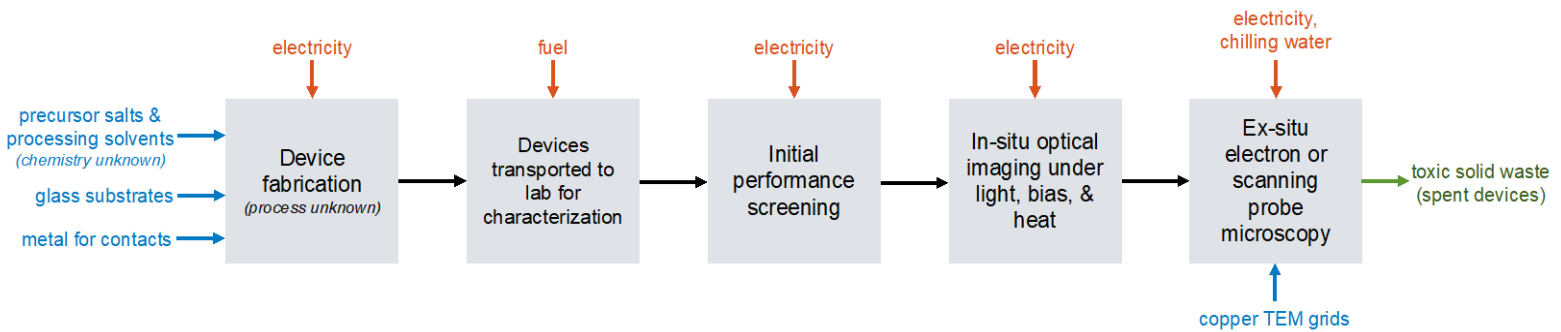 electricity
fuel
electricity
electricity
electricity,
chilling water
precursor salts &
processing solvents
(chemistry unknown)
glass substrates
metal for contacts
Device
fabrication
(process unknown)
Devices
transported to
lab for
characterization
Initial
performance
screening
In-situ optical
imaging under
light, bias, &
heat
Ex-situ
electron or
scanning
probe
microscopy
toxic solid waste
(spent devices)
copper TEM grids